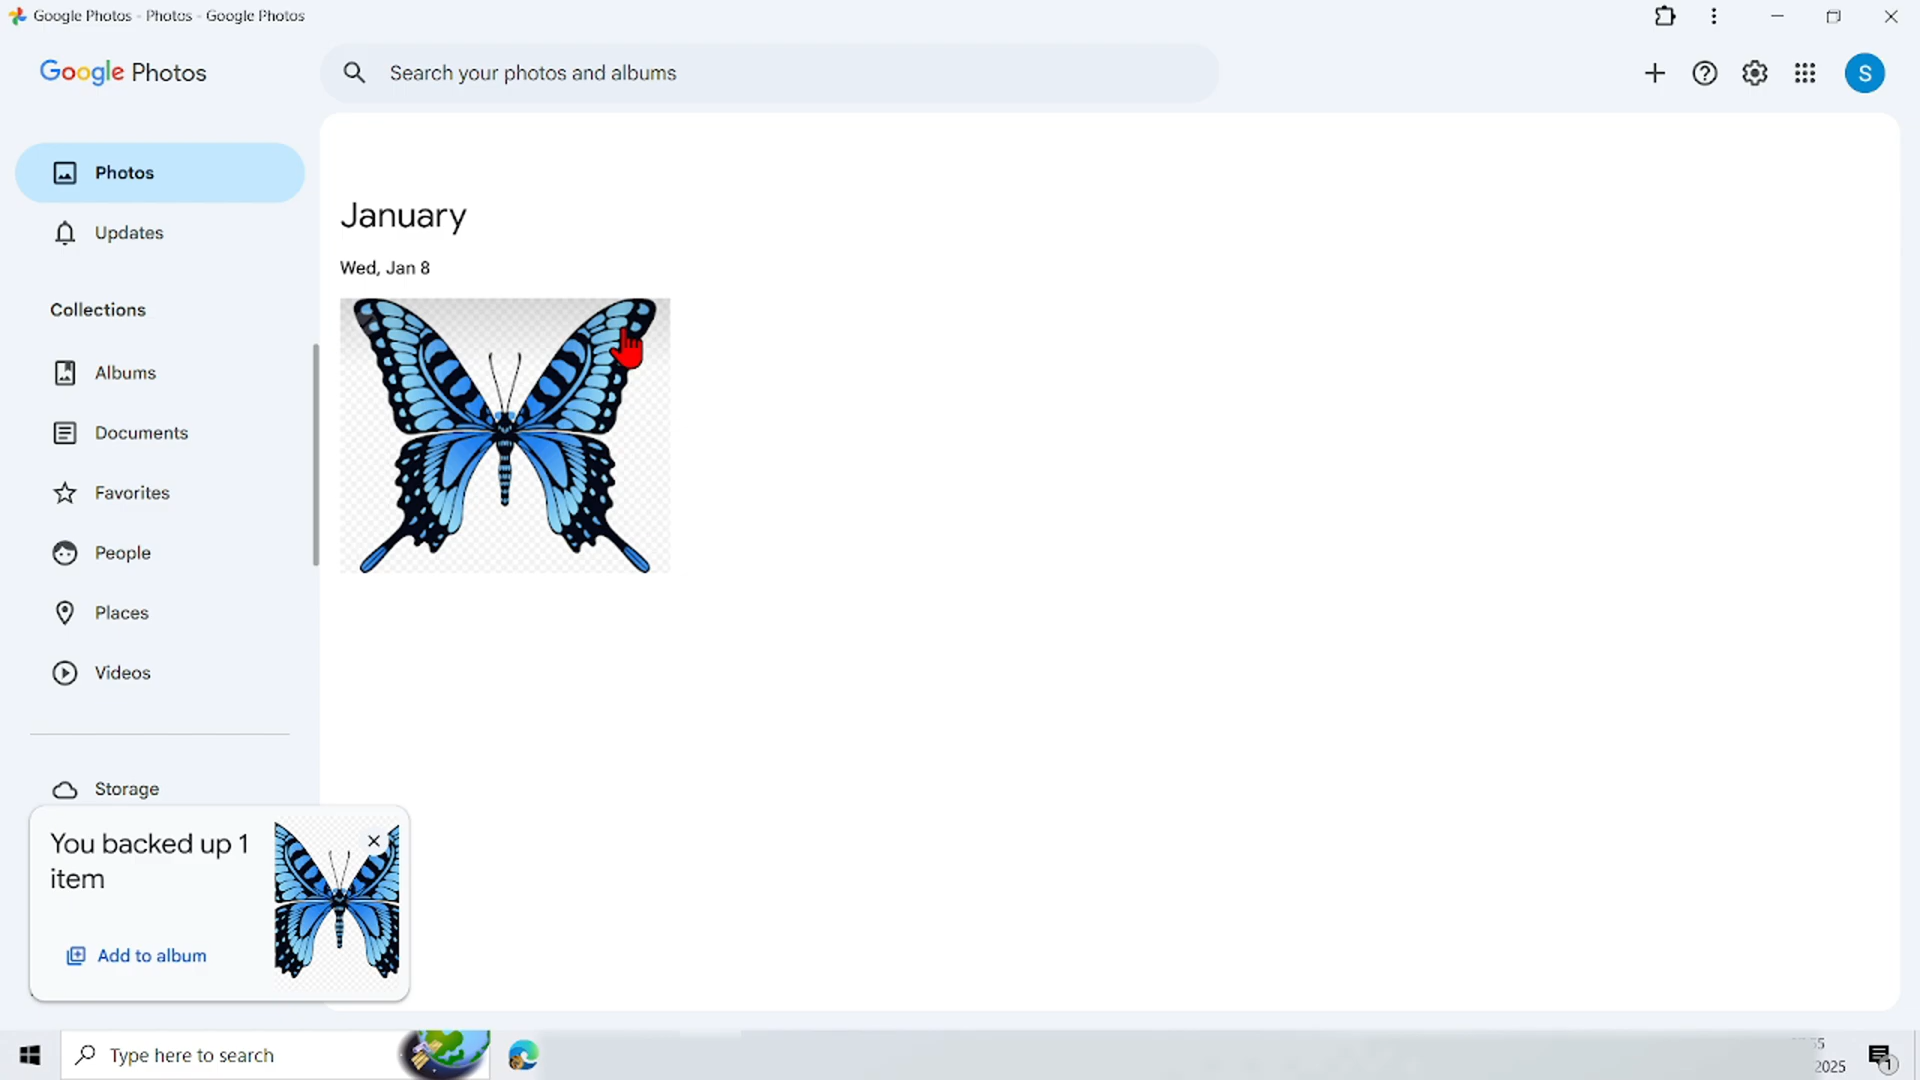 Google Photos - Photos - Google Photos
Google Photos
Search your photos and albums
S
Photos
Updates
Collections
Albums
Documents
Favorites
People
Places
Videos
Storage
January
Wed, Jan 8
You backed up 1
item
Add to album
Type here to search
2025
1